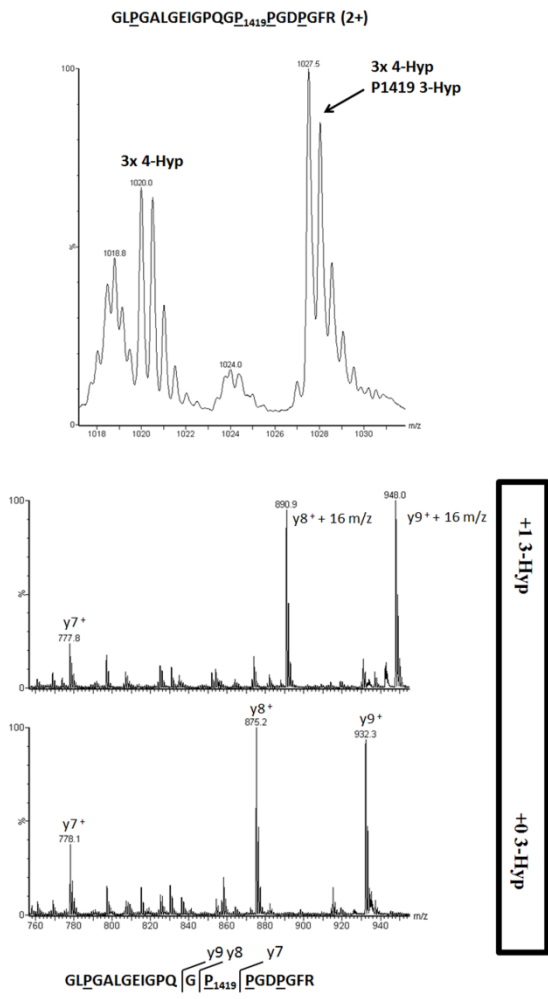 GLPGALGEIGPQGP1419PGDPGFR (2+)
100
1027.5
3x 4-Hyp
P1419 3-Hyp
3x 4-Hyp
1020.0
1018.8
%
1024.0
0
1018 1020 1022 1024 1026 1028 1030
m/z
100
890.9
948.0
y8+ + 16 m/z
y9+ + 16 m/z
+1 3-Hyp
%
y7+
777.8
0
y8+
y9+
100
875.2
932.3
%
y7+
778.1
+0 3-Hyp
0
760 780 800 820 840 860 880 900 920 940
m/z
y9 y8 y7
GLPGALGEIGPQ G P1419 PGDPGFR